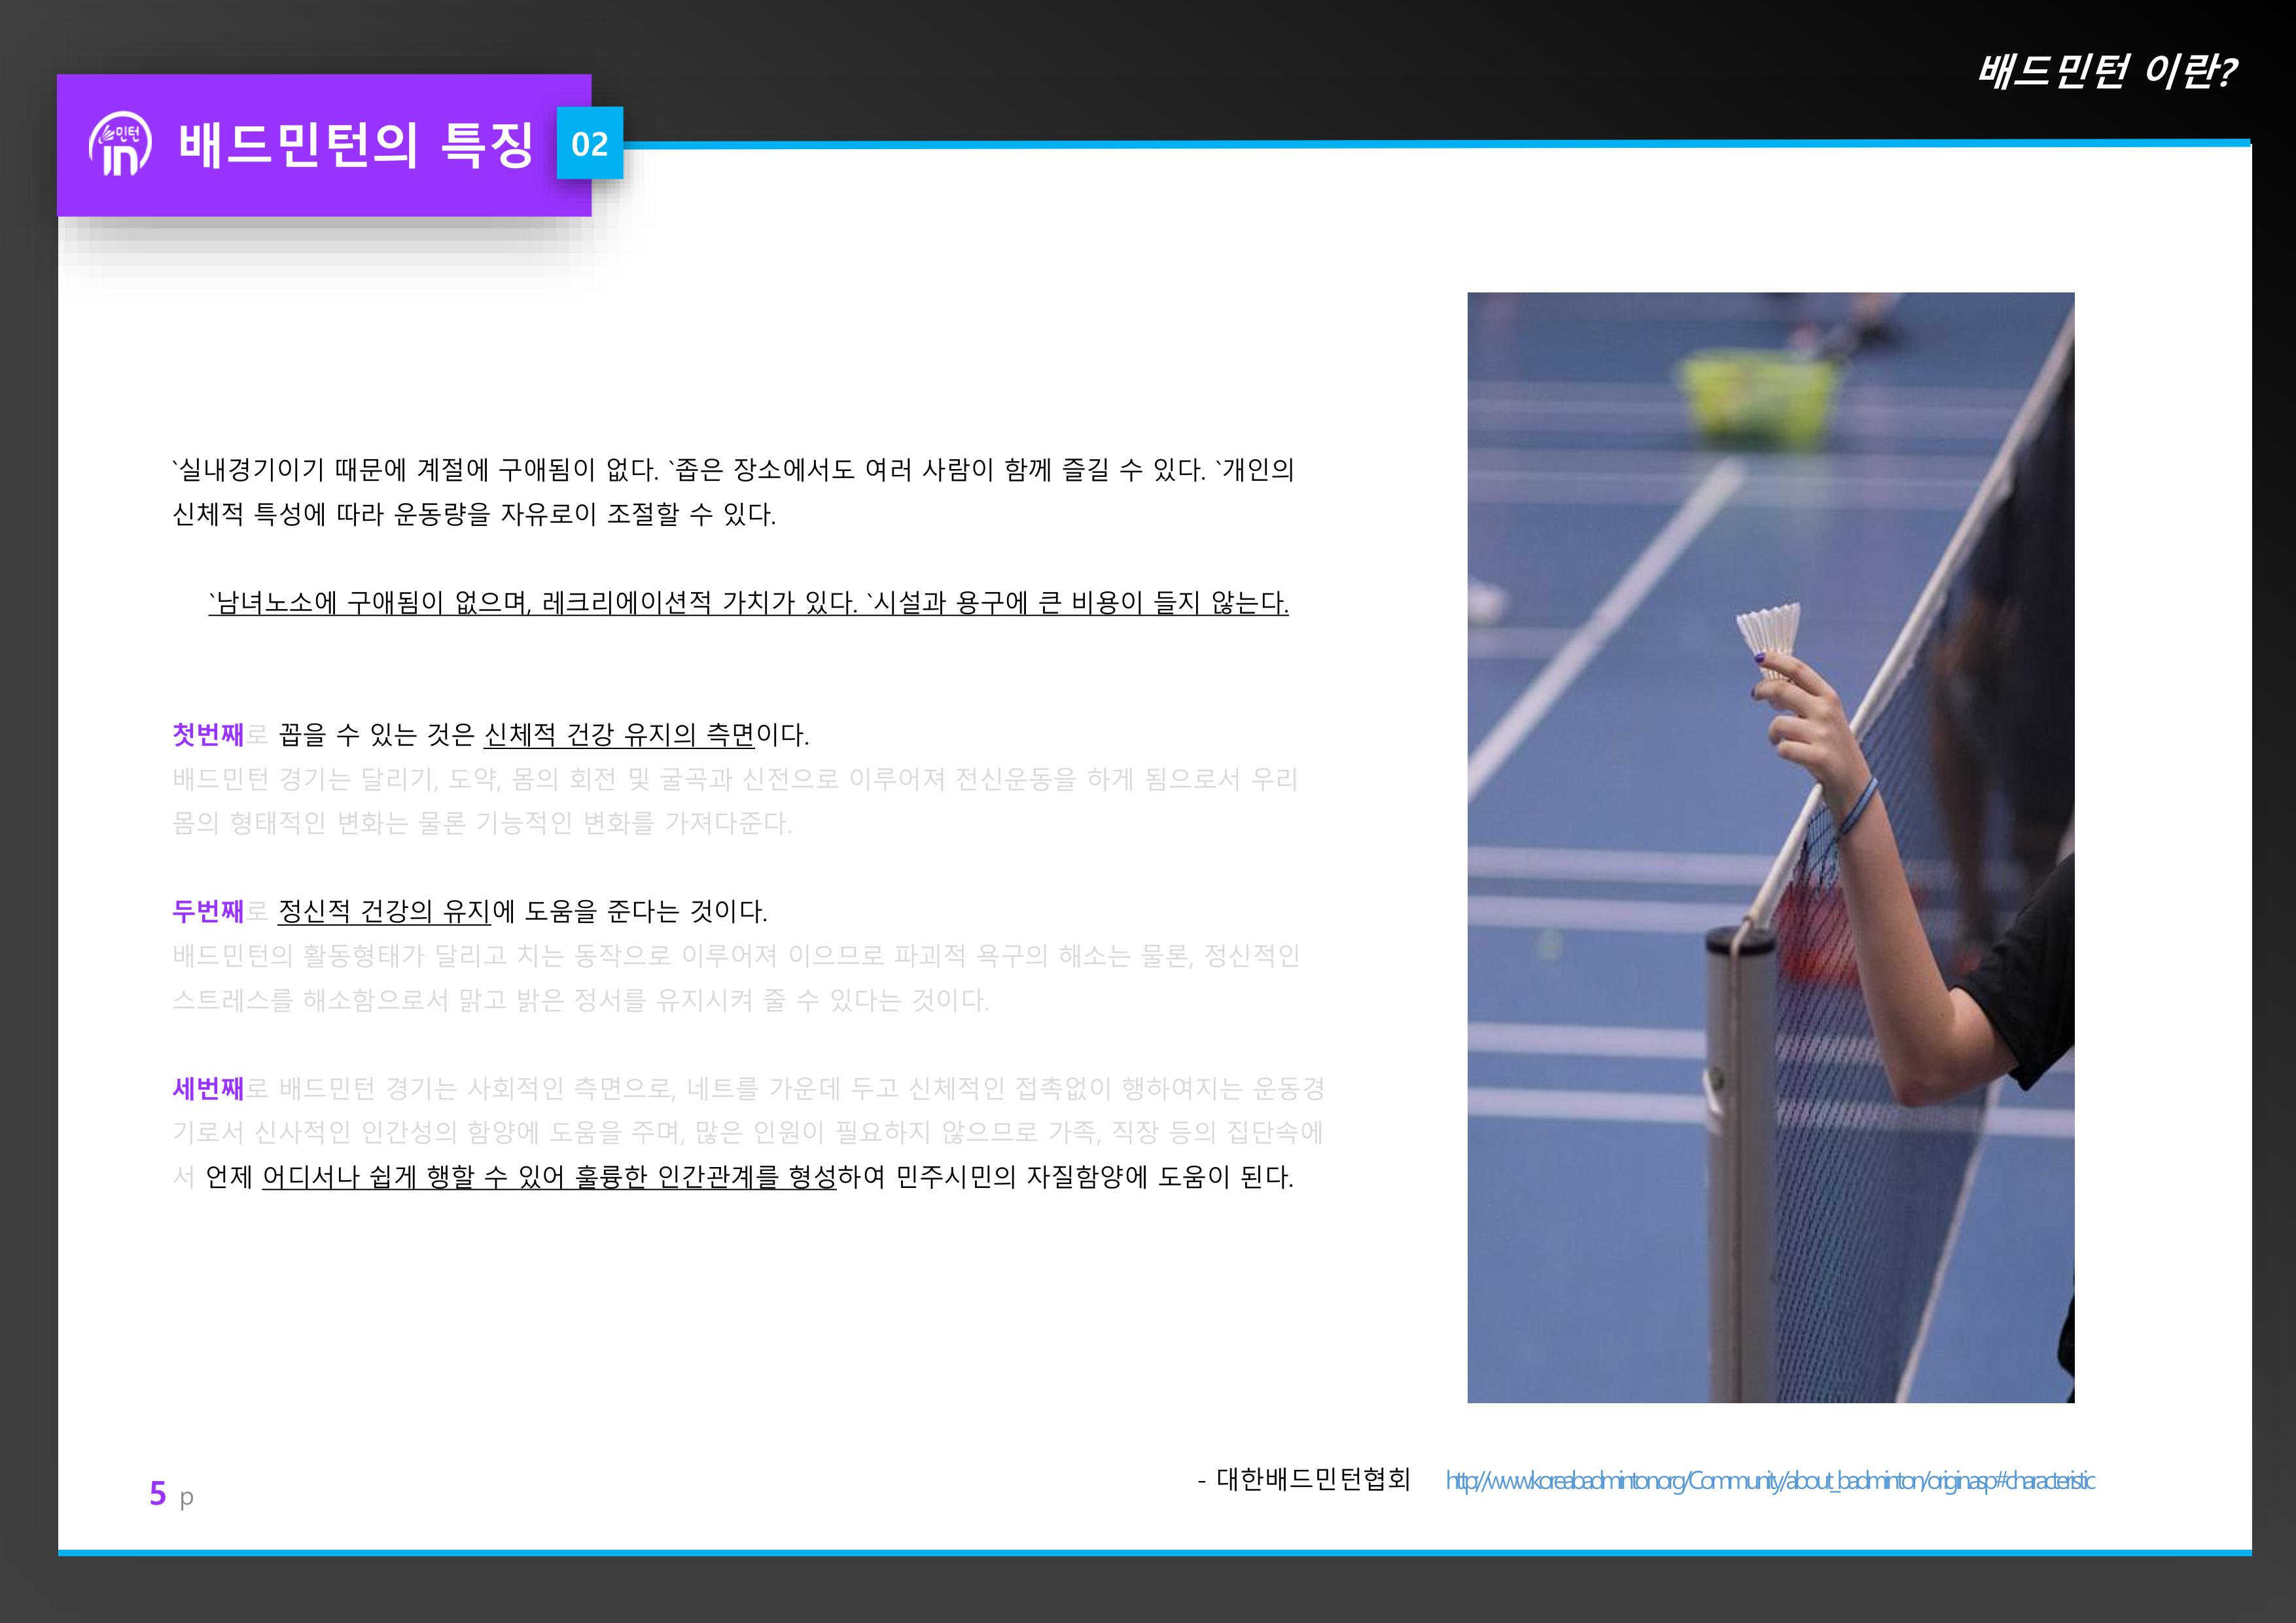 배드민턴 이란?
민턴
in
배드민턴의 특징
02
`실내경기이기 때문에 계절에 구애됨이 없다. `좁은 장소에서도 여러 사람이 함께 즐길 수 있다. `개인의
신체적 특성에 따라 운동량을 자유로이 조절할 수 있다.
`남녀노소에 구애됨이 없으며, 레크리에이션적 가치가 있다. `시설과 용구에 큰 비용이 들지 않는다.
첫번째로 꼽을 수 있는 것은 신체적 건강 유지의 측면이다.
배드민턴 경기는 달리기, 도약, 몸의 회전 및 굴곡과 신전으로 이루어져 전신운동을 하게 됨으로서 우리
몸의 형태적인 변화는 물론 기능적인 변화를 가져다준다.
두번째로 정신적 건강의 유지에 도움을 준다는 것이다.
배드민턴의 활동형태가 달리고 치는 동작으로 이루어져 이으므로 파괴적 욕구의 해소는 물론, 정신적인
스트레스를 해소함으로서 맑고 밝은 정서를 유지시켜 줄 수 있다는 것이다.
세번째로 배드민턴 경기는 사회적인 측면으로, 네트를 가운데 두고 신체적인 접촉없이 행하여지는 운동경
기로서 신사적인 인간성의 함양에 도움을 주며, 많은 인원이 필요하지 않으므로 가족, 직장 등의 집단속에
서 언제 어디서나 쉽게 행할 수 있어 훌륭한 인간관계를 형성하여 민주시민의 자질함양에 도움이 된다.
- 대한배드민턴협회 http://www.koreabadminton.org/Community/about_badminton/origin.asp#characteristic
5 p